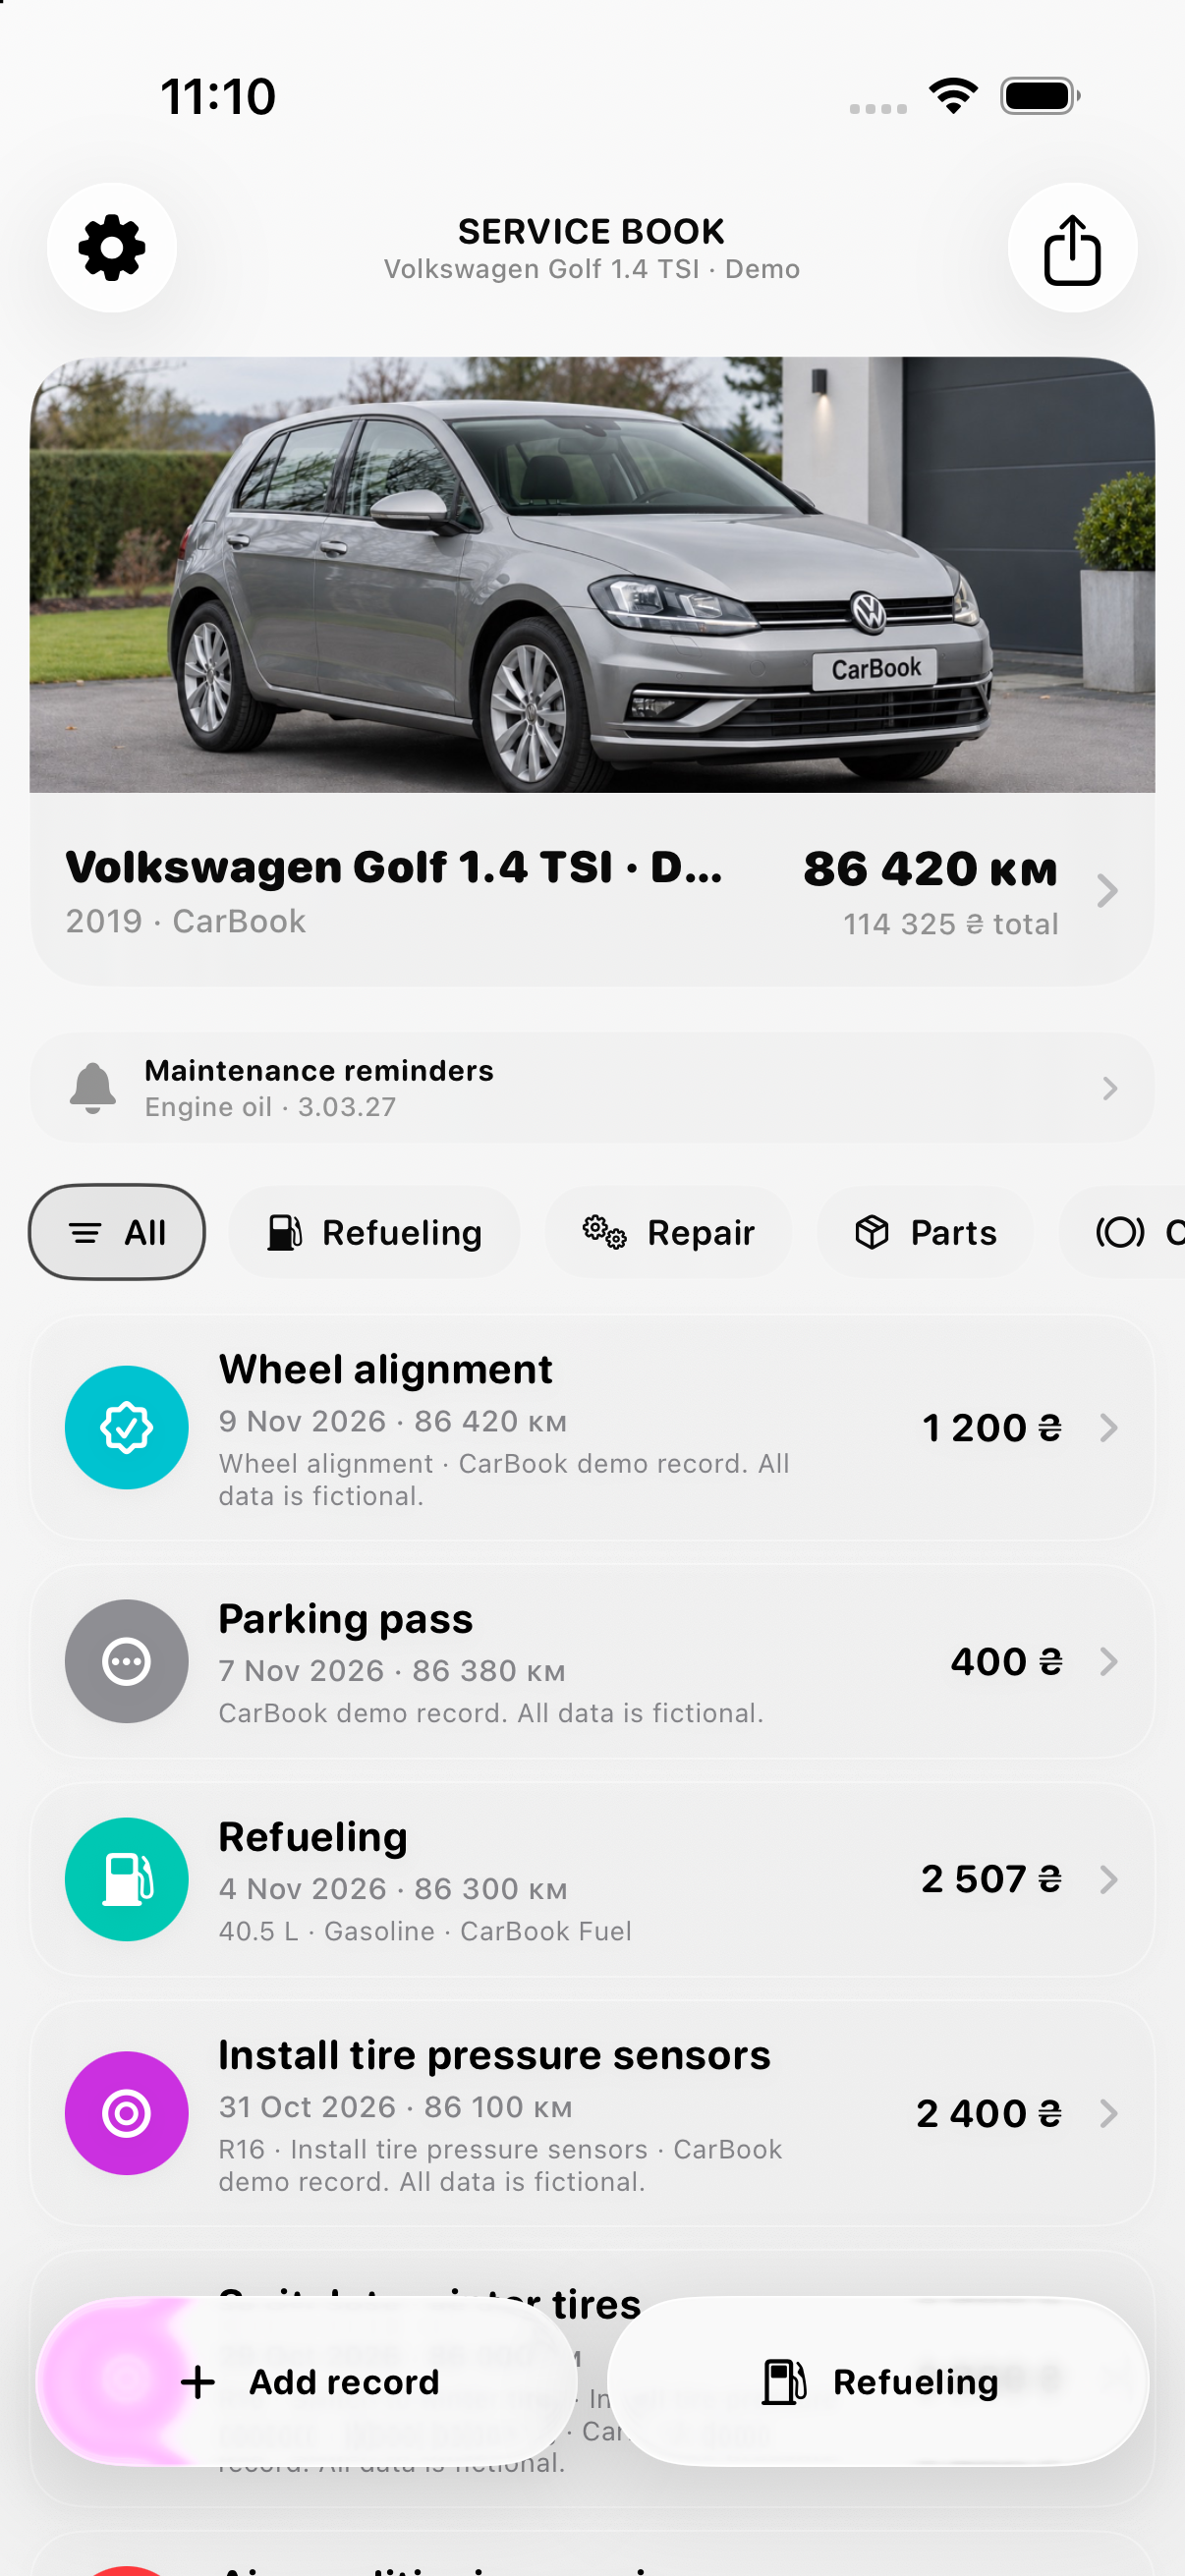 11:10
SERVICE BOOK
Volkswagen Golf 1.4 TSI · Demo
CarBook
Volkswagen Golf 1.4 TSI · D...
86 420 км
2019 · CarBook
114 325 ₴ total
Maintenance reminders
Engine oil · 3.03.27
All
Refueling
Repair
Parts
Wheel alignment
9 Nov 2026 · 86 420 км
1 200 ₴
Wheel alignment · CarBook demo record. All
data is fictional.
Parking pass
7 Nov 2026 · 86 380 км
400 ₴
CarBook demo record. All data is fictional.
Refueling
4 Nov 2026 · 86 300 км
2 507 ₴
40.5 L · Gasoline · CarBook Fuel
Install tire pressure sensors
31 Oct 2026 · 86 100 км
2 400 ₴
R16 · Install tire pressure sensors · CarBook
demo record. All data is fictional.
tires
Add record
Refueling
record. All data is fictional.